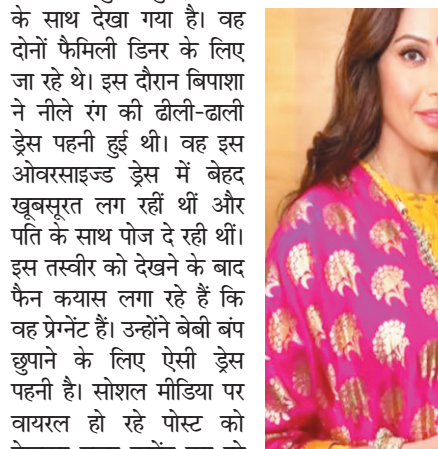 के साथ देखा गया है। वह
दोनों फैमिली डिनर के लिए
जा रहे थे। इस दौरान बिपाशा
ने नीले रंग की ढीली-ढाली
ड्रेस पहनी हुई थी। वह इस
ओवरसाइज्ड ड्रेस में बेहद
खूबसूरत लग रहीं थीं और
पति के साथ पोज दे रही थीं।
इस तस्वीर को देखने के बाद
फैन कयास लगा रहे हैं कि
वह प्रेग्नेंट हैं। उन्होंने बेबी बंप
छुपाने के लिए ऐसी ड्रेस
पहनी है। सोशल मीडिया पर
वायरल हो रहे पोस्ट को